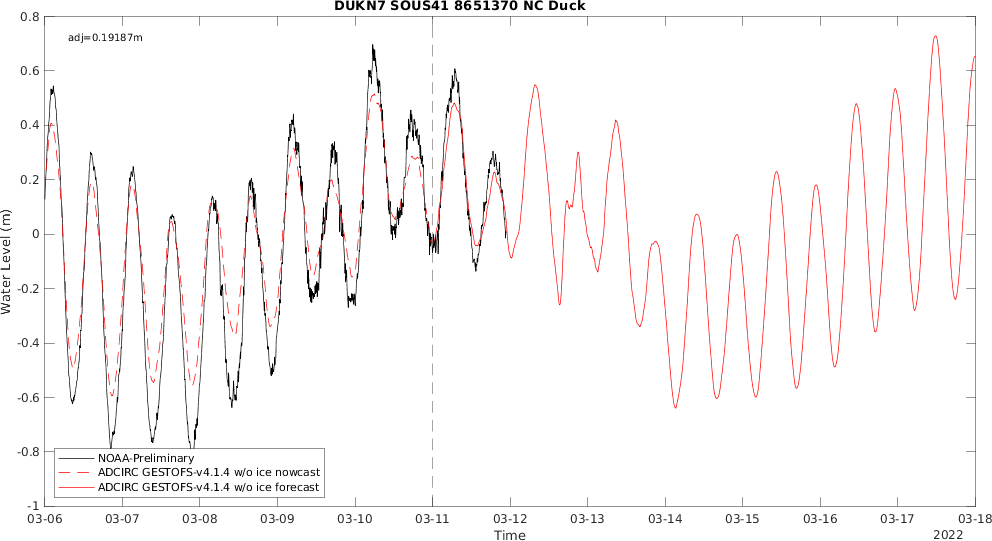 DUKN7 SOUS41 8651370 NC Duck
adj=0.19187m
0.8
0.6
0.4
0.2
0
-0.2
-0.4
-0.6
-0.8
-1
Water Level (m)
NOAA-Preliminary
ADCIRC GESTOFS-v4.1.4 w/o ice nowcast
ADCIRC GESTOFS-v4.1.4 w/o ice forecast
03-06 03-07 03-08 03-09 03-10 03-11 03-12 03-13 03-14 03-15 03-16 03-17 03-18
Time
2022